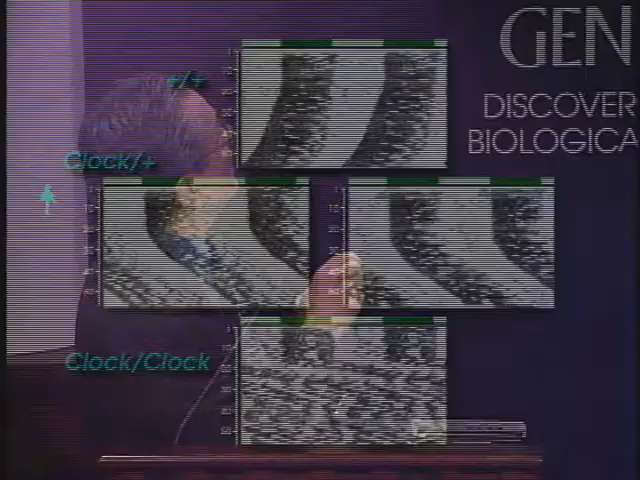 GEN
DISCOVER
BIOLOGICA
+/+
Clock/+
Clock/Clock